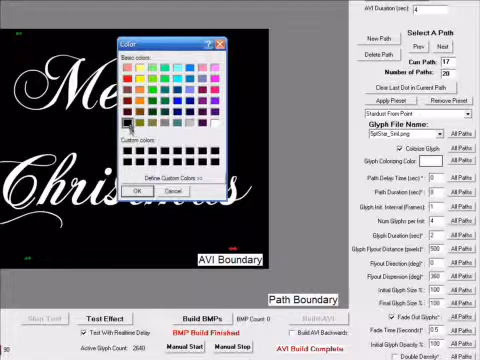 AVI Duration (sec) * 4
New Path
Select A Path
Delete Path
Prev
Next
Curr Path: 17
Number of Paths: 20
Clear Last Dot in Current Path
Apply Preset
Remove Preset
Stardust From Point
Glyph File Name:
SptStar_Sml.png
All Paths
Colorize Glyph
Glyph Colorizing Color:
All Paths
Path Delay Time (sec) * 0 All Paths
Path Duration (sec) * 8 All Paths
Glyph Init. Interval (Frames) 1 All Paths
Num Glyphs per Init: 4 All Paths
Glyph Duration (sec) * 2 All Paths
Glyph Flyout Distance (pixels) * 500 All Paths
Flyout Direction (deg) * 0 All Paths
Flyout Dispersion (deg) * 360 All Paths
Initial Glyph Size % 100 All Paths
Final Glyph Size % 100 All Paths
Fade Out Glyphs* All Paths
Fade Time (Seconds)* 0.5 All Paths
Initial Glyph Opacity % 100 All Paths
Double Density* All Paths
Color
Basic colors:
Custom colors:
Define Custom Colors >>
OK
Cancel
Me
Christmas
AVI Boundary
Path Boundary
Start Test
Test Effect
Build BMPs
BMP Count: 0
Build AVI
Test With Realtime Delay
BMP Build Finished
Build AVI Backwards
90
Active Glyph Count: 2640
Manual Start
Manual Stop
AVI Build Complete